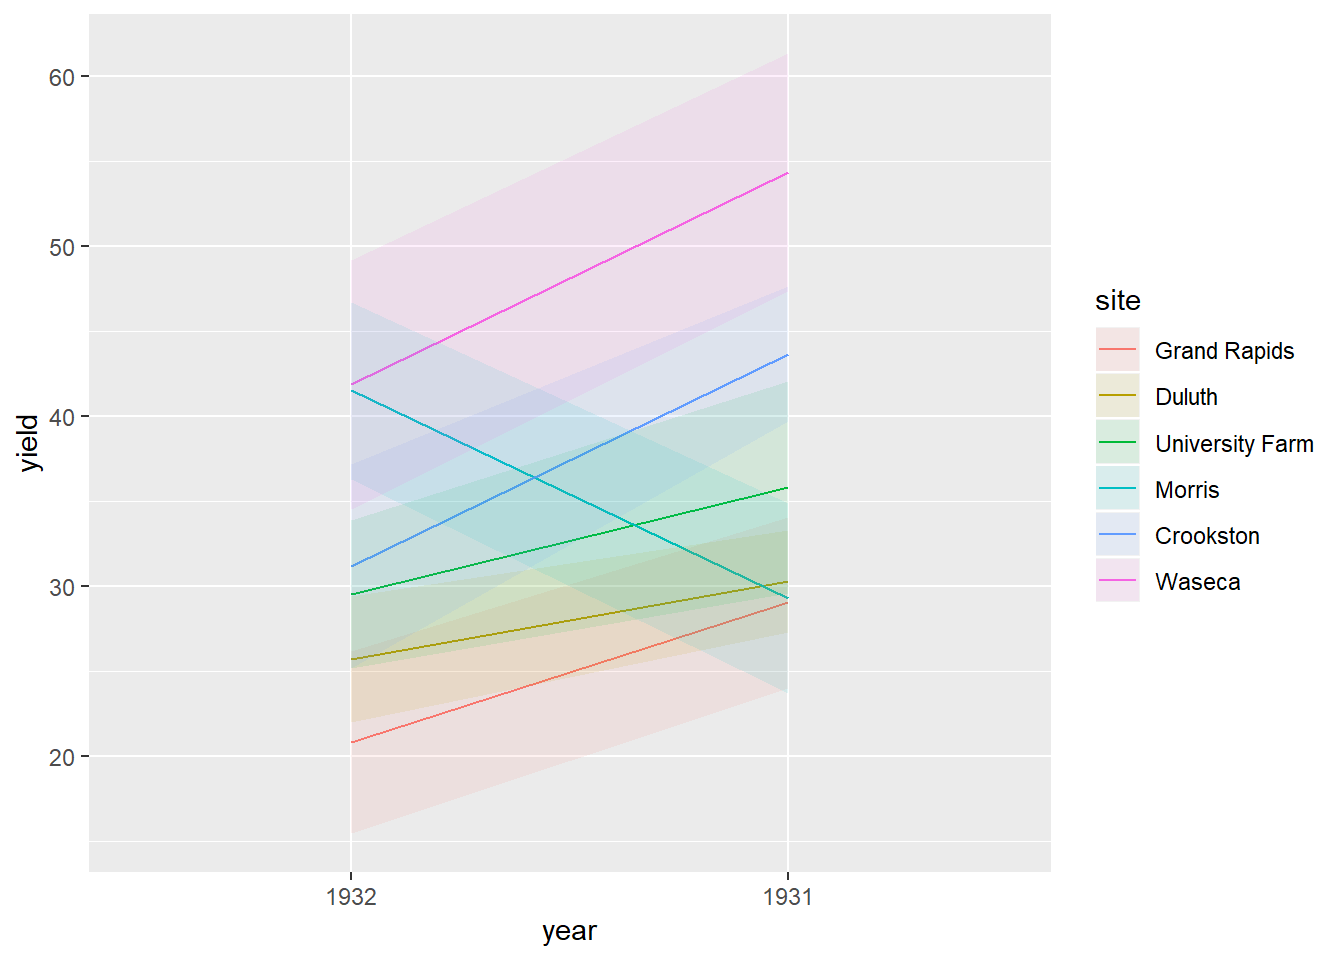 60
50
40
30
20
yield
1932
1931
year
site
Grand Rapids
Duluth
University Farm
Morris
Crookston
Waseca